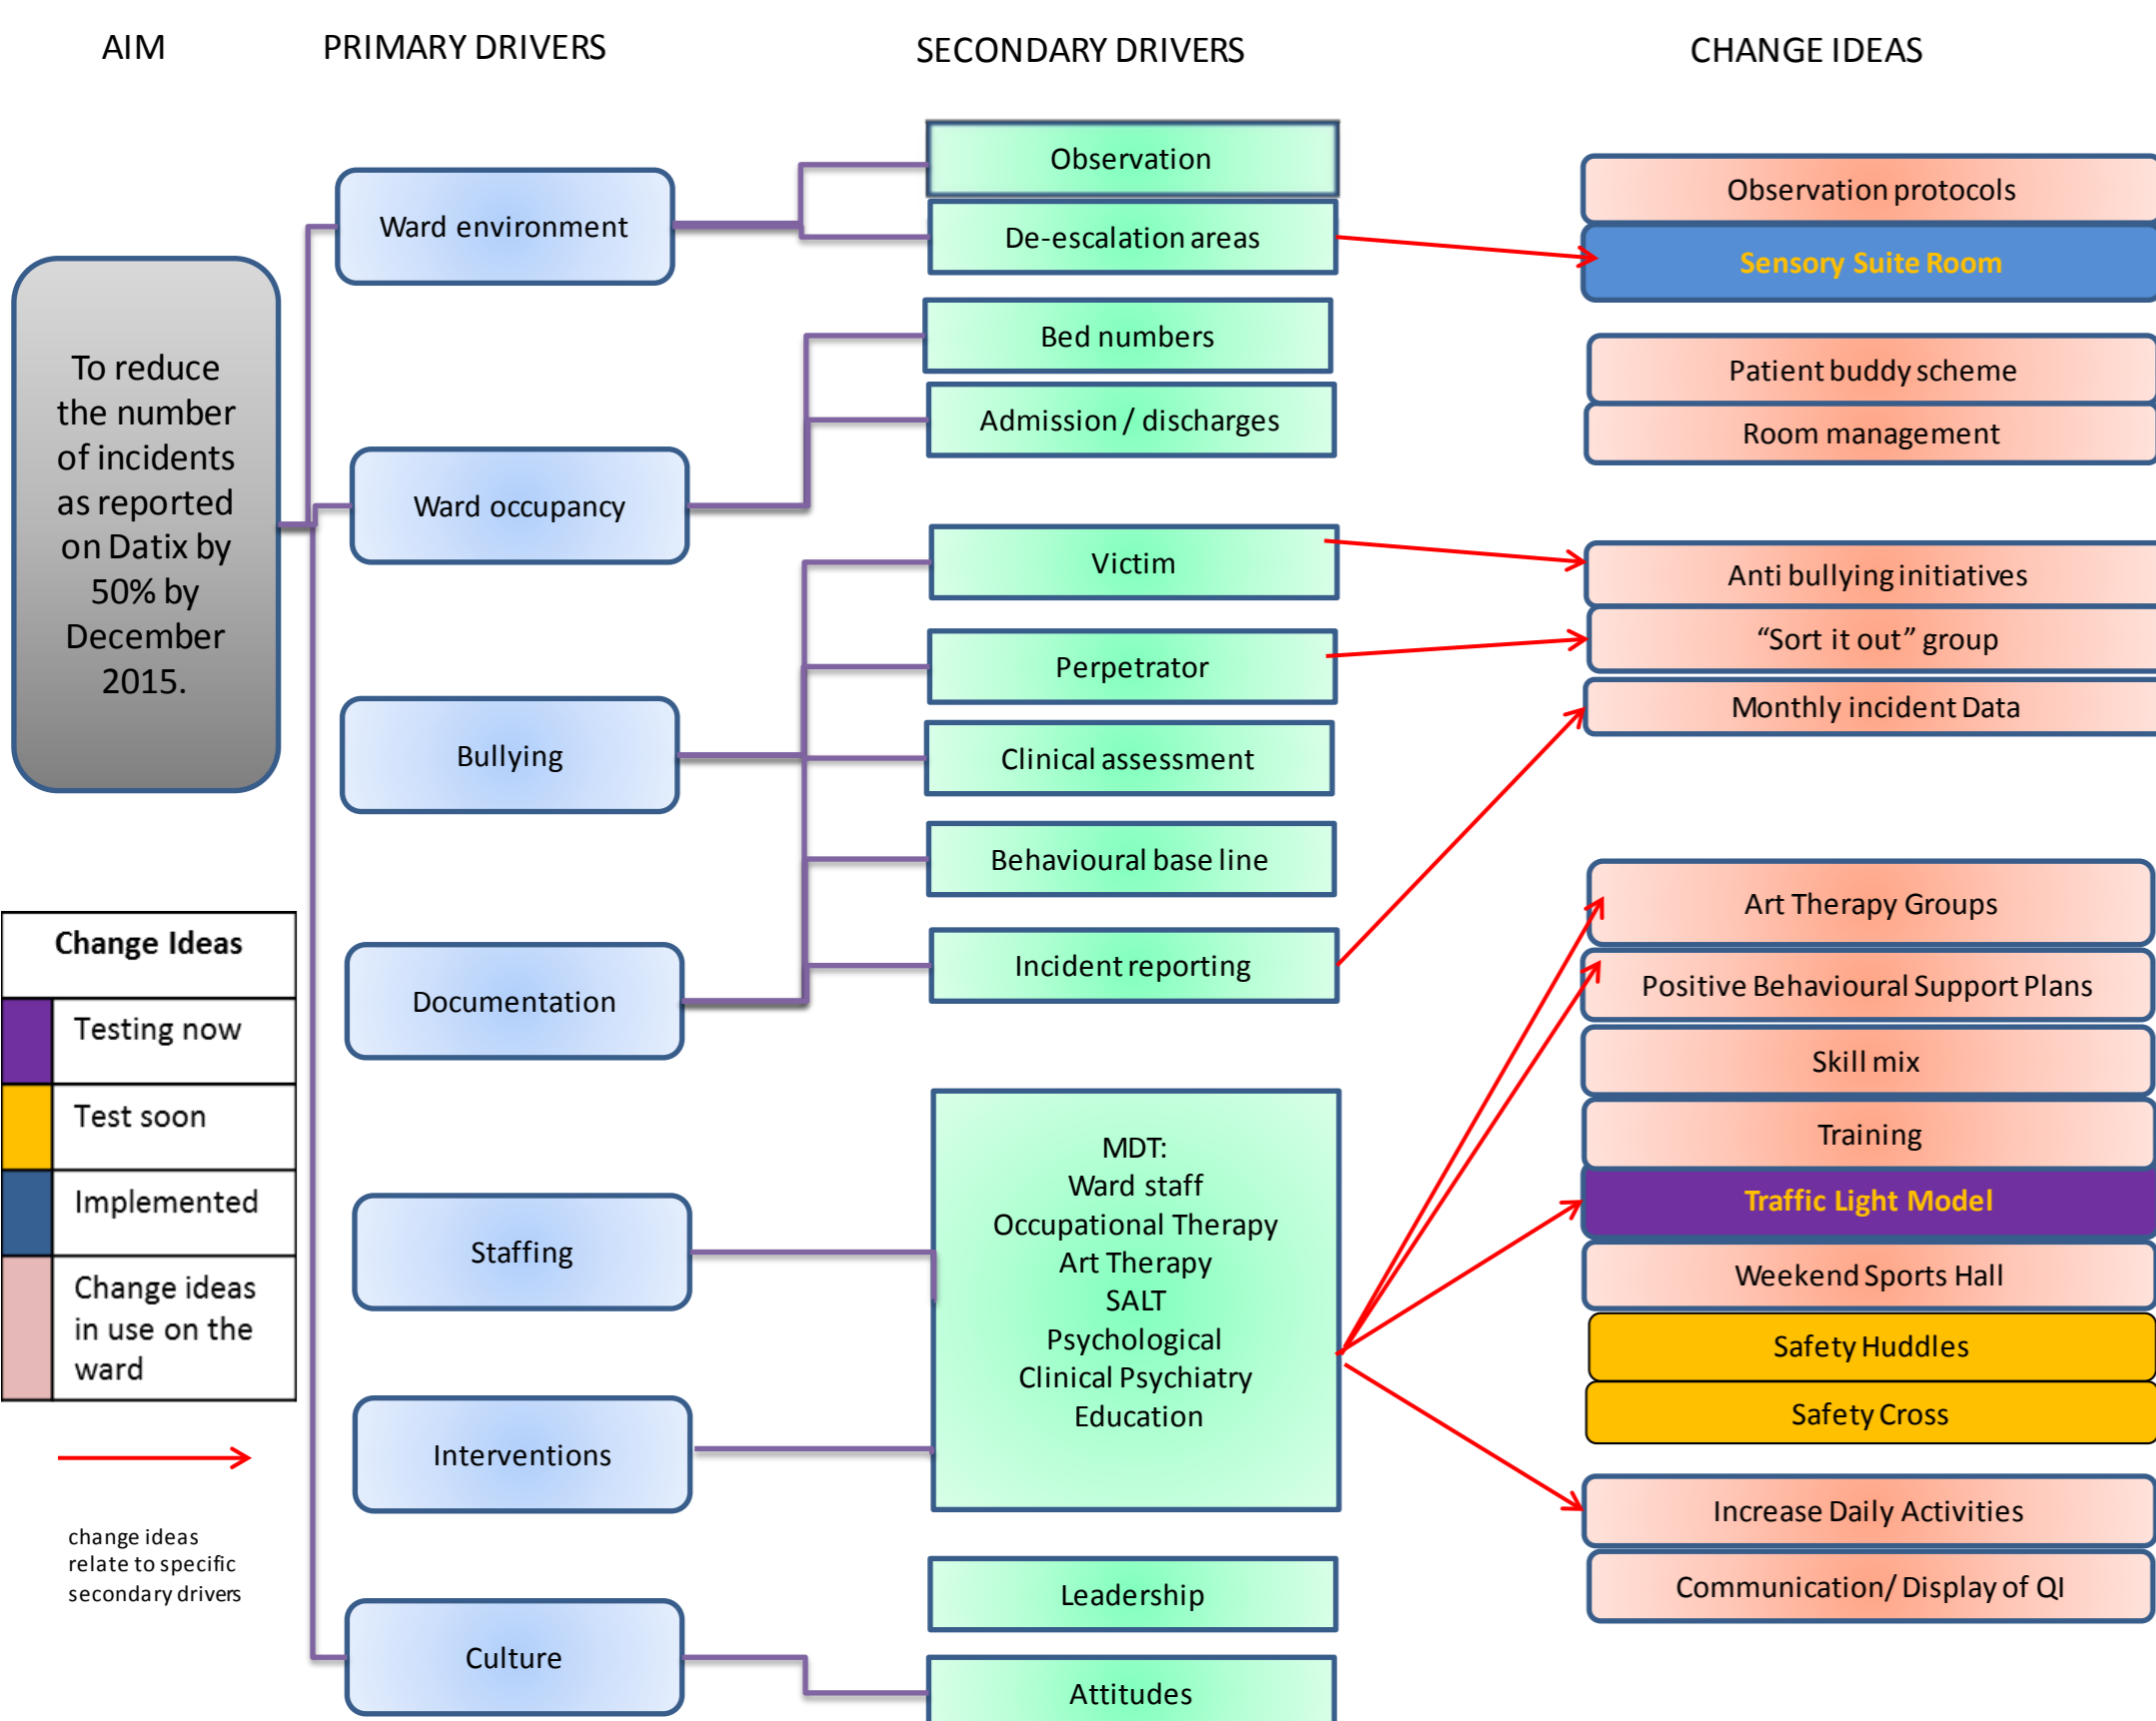 AIM
PRIMARY DRIVERS
SECONDARY DRIVERS
CHANGE IDEAS
To reduce
the number
of incidents
as reported
on Datix by
50% by
December
2015.
Change Ideas
Testing now
Test soon
Implemented
Change ideas
in use on the
ward
change ideas
relate to specific
secondary drivers
Ward environment
Ward occupancy
Bullying
Documentation
Staffing
Interventions
Culture
Observation
De-escalation areas
Bed numbers
Admission / discharges
Victim
Perpetrator
Clinical assessment
Behavioural base line
Incident reporting
MDT:
Ward staff
Occupational Therapy
Art Therapy
SALT
Psychological
Clinical Psychiatry
Education
Leadership
Attitudes
Observation protocols
Sensory Suite Room
Patient buddy scheme
Room management
Anti bullying initiatives
“Sort it out” group
Monthly incident Data
Art Therapy Groups
Positive Behavioural Support Plans
Skill mix
Training
Traffic Light Model
Weekend Sports Hall
Safety Huddles
Safety Cross
Increase Daily Activities
Communication/ Display of QI